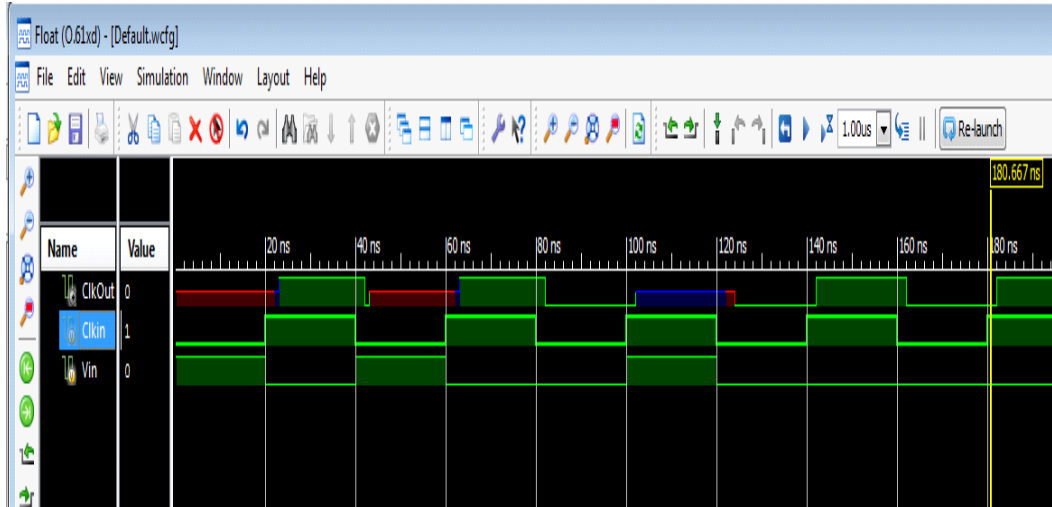 Float (O.61xd) - [Default.wcfg]
File Edit View Simulation Window Layout Help
1.00us Re-launch
180.667 ns
Name Value
20 ns 40 ns 60 ns 80 ns 100 ns 120 ns 140 ns 160 ns 180 ns
ClkOut 0
Clkin 1
Vin 0